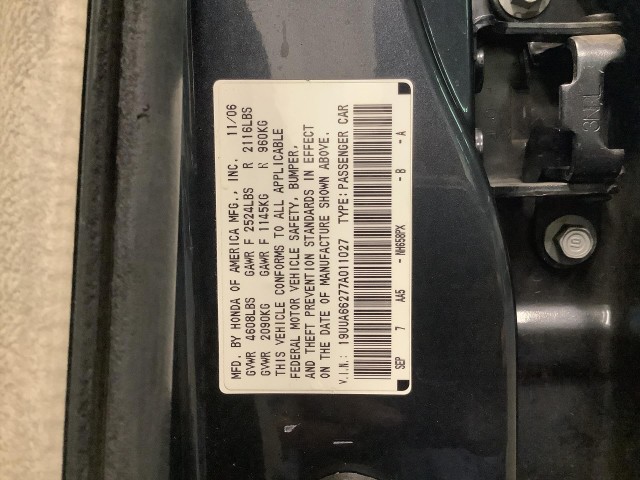 MFD. BY HONDA OF AMERICA MFG., INC. 11/06
GVWR 4608LBS GAWR F 2524LBS R 2116LBS
GVWR 2090KG GAWR F 1145KG R 960KG
THIS VEHICLE CONFORMS TO ALL APPLICABLE
FEDERAL MOTOR VEHICLE SAFETY, BUMPER,
AND THEFT PREVENTION STANDARDS IN EFFECT
ON THE DATE OF MANUFACTURE SHOWN ABOVE.
V.I.N.: 19UUA66277A011027 TYPE: PASSENGER CAR
SEP 7 AA5 - NH658PX - B - A
10